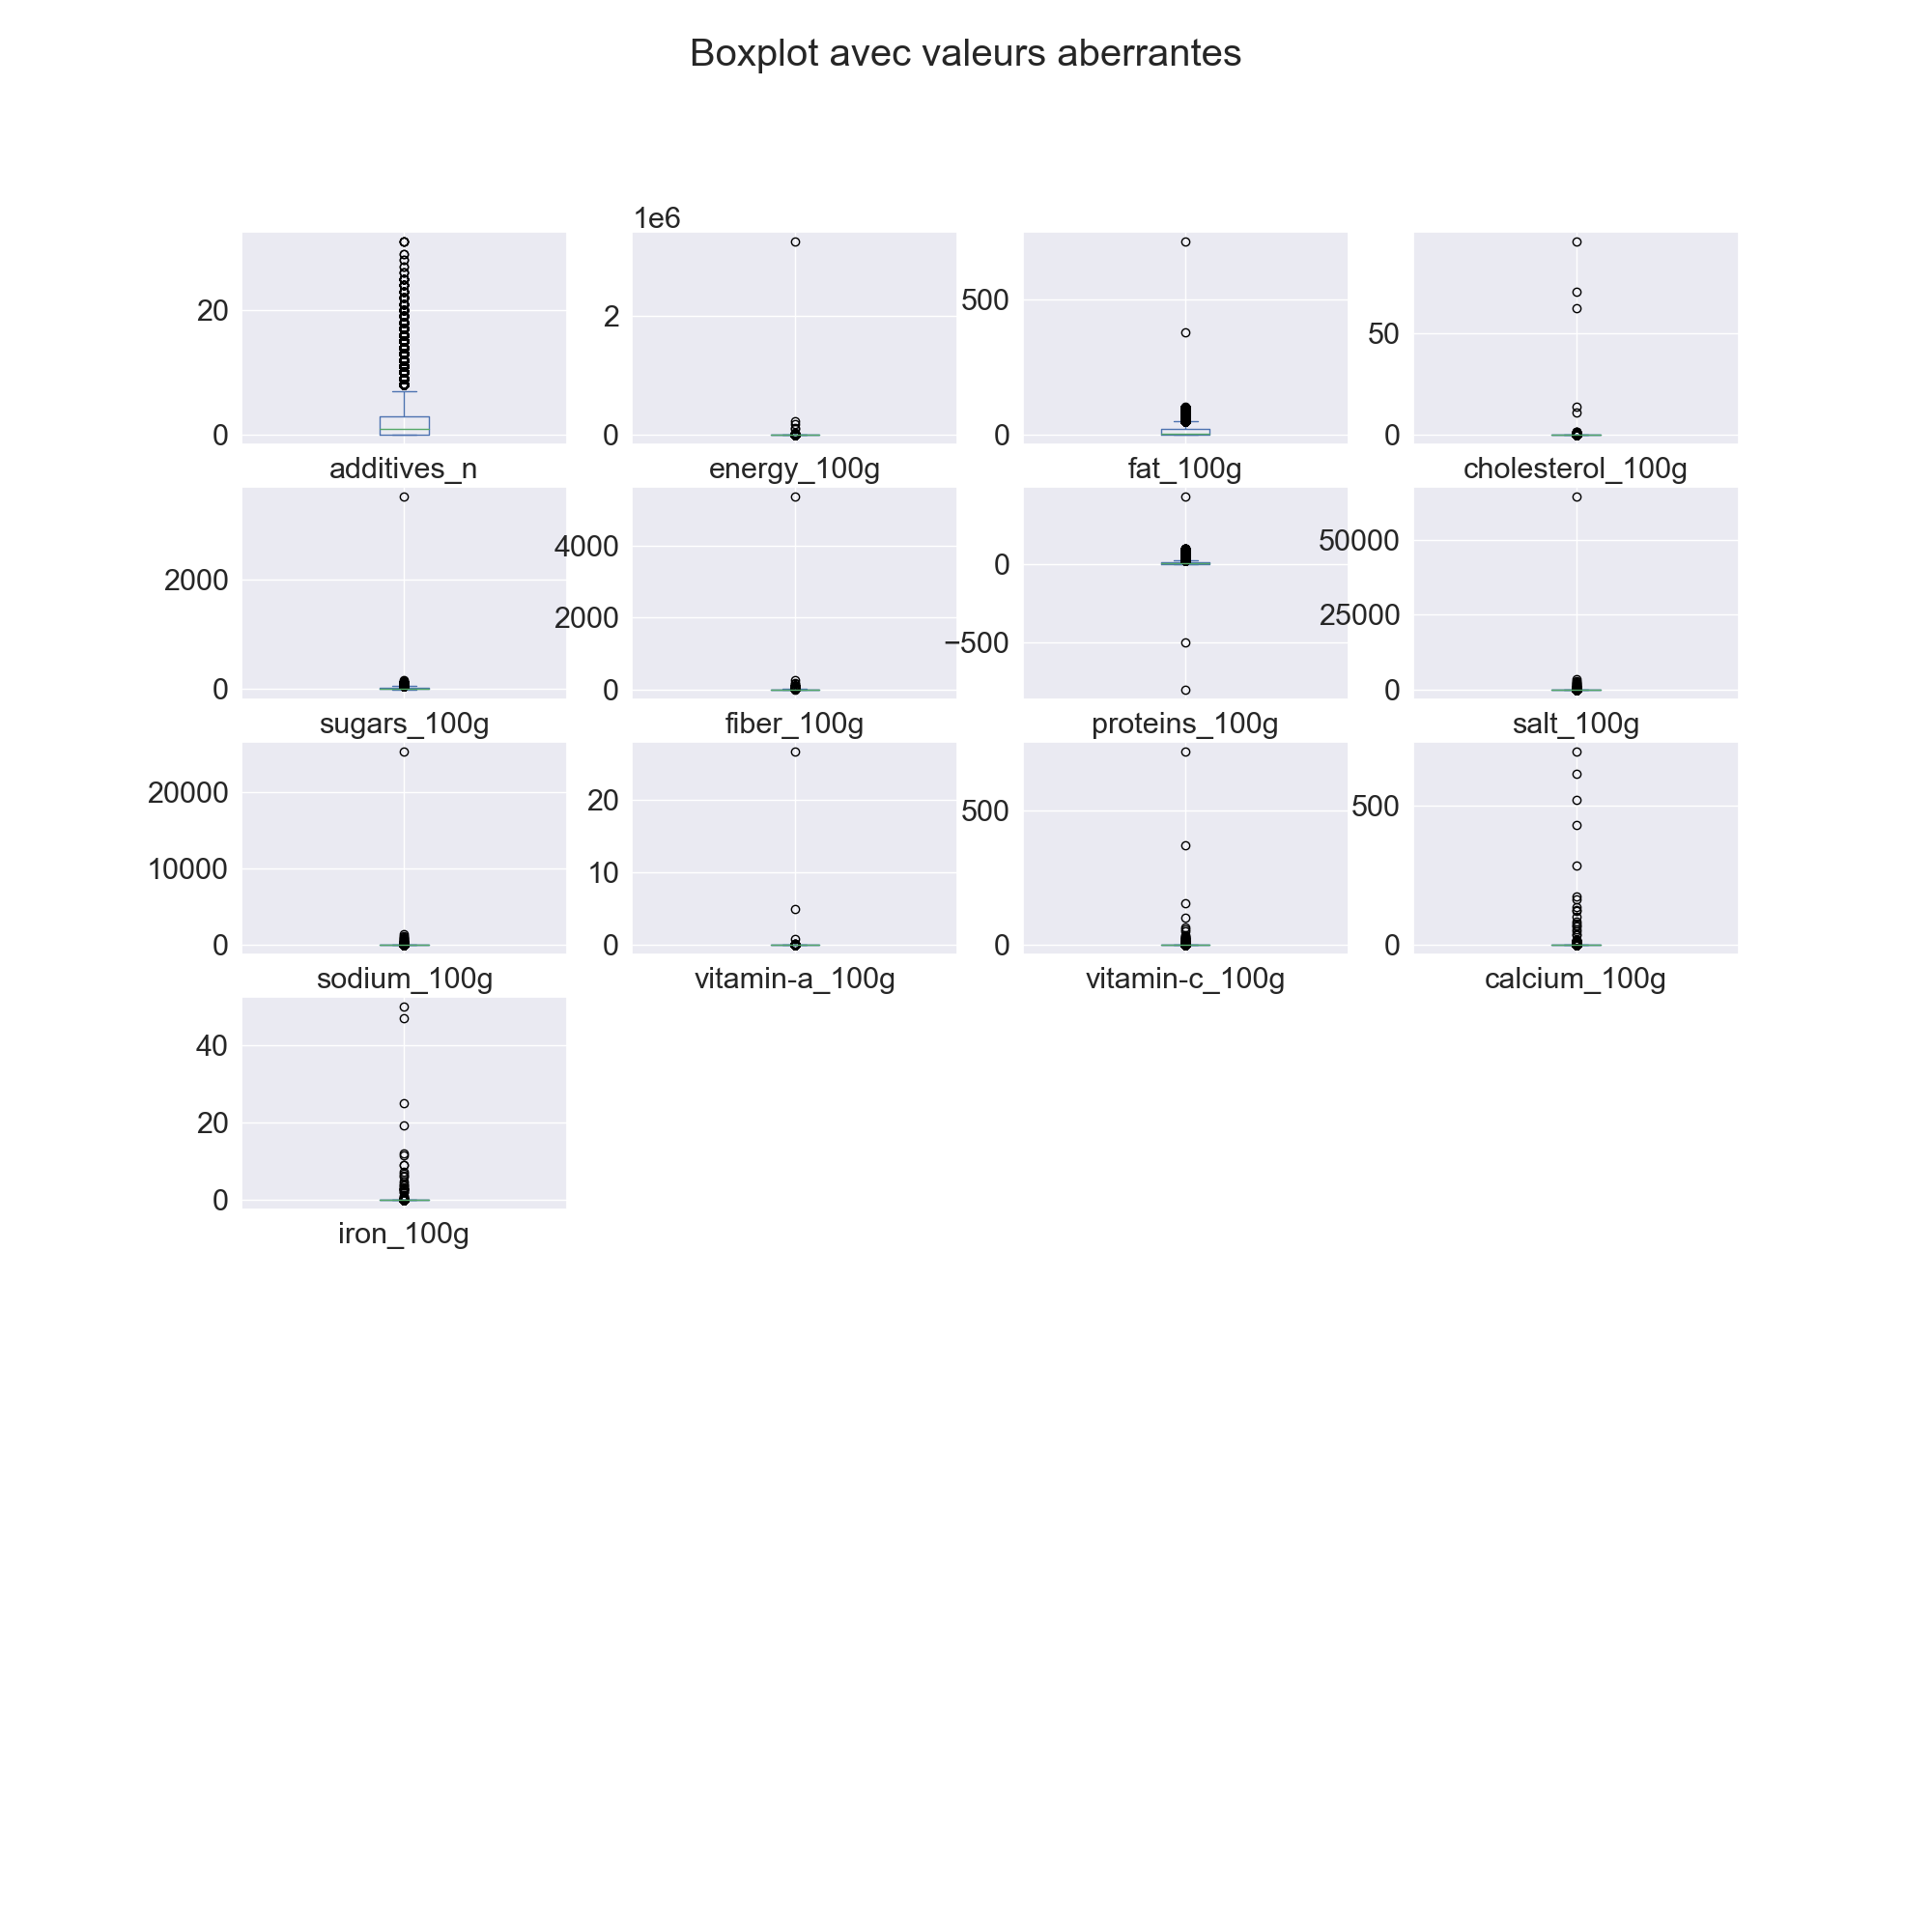 Boxplot avec valeurs aberrantes
1e6
20
0
additives_n
2
0
energy_100g
500
0
fat_100g
50
0
cholesterol_100g
2000
0
sugars_100g
4000
2000
0
fiber_100g
0
−500
proteins_100g
50000
25000
0
salt_100g
20000
10000
0
sodium_100g
20
10
0
vitamin-a_100g
500
0
vitamin-c_100g
500
0
calcium_100g
40
20
0
iron_100g